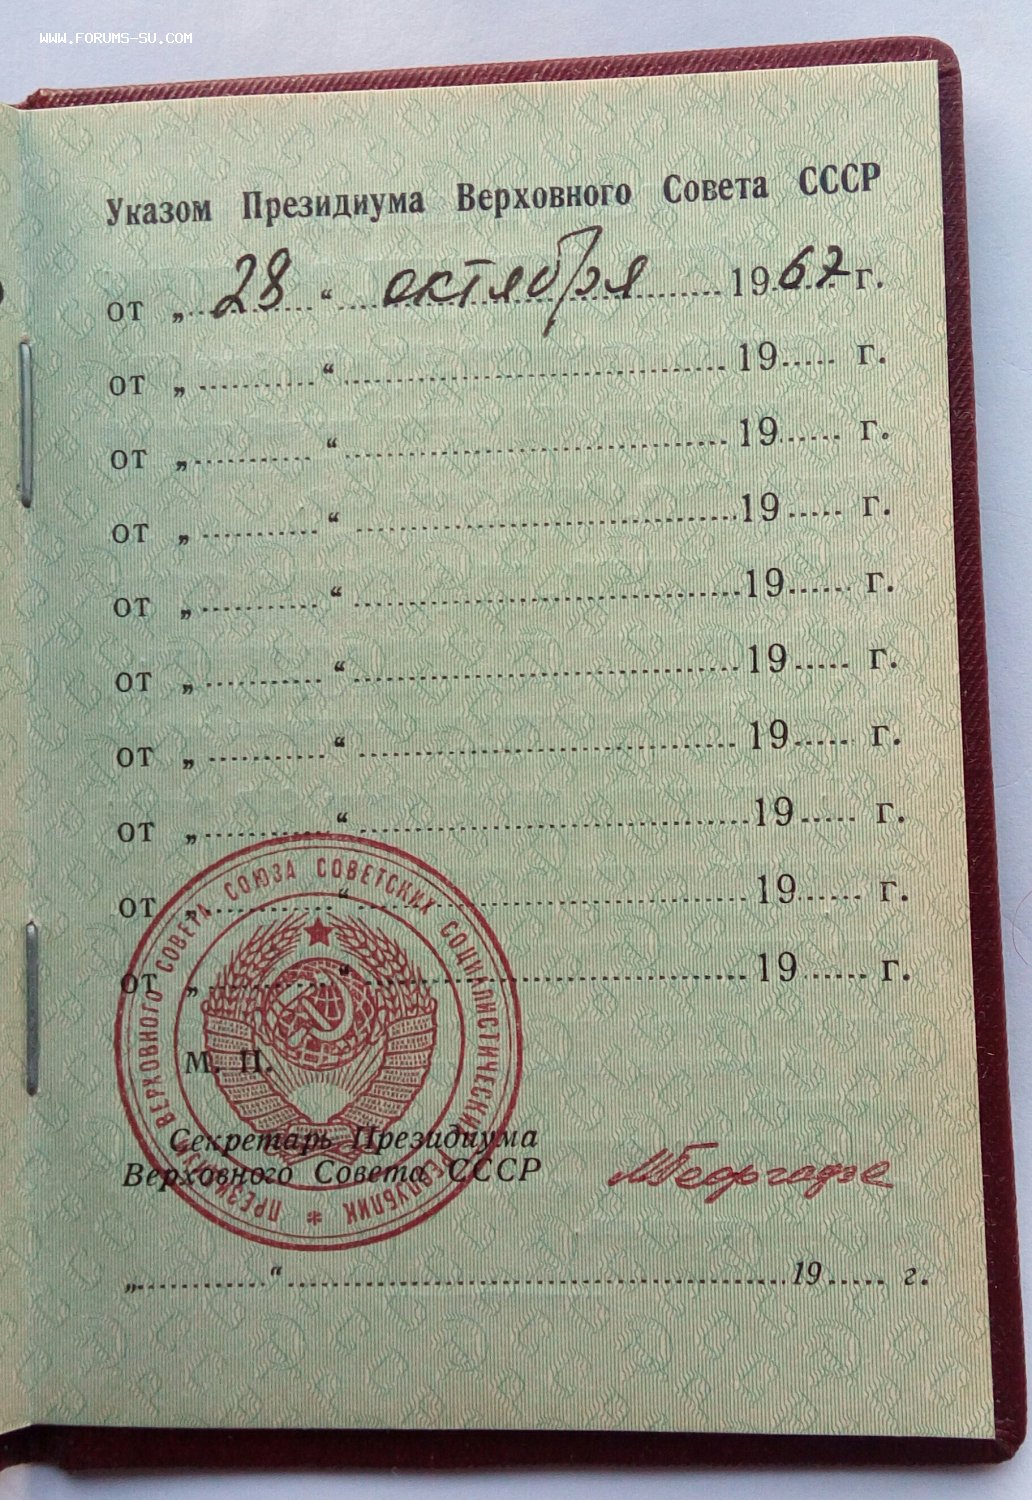 WWW.FORUMS-SU.COM
Указом Президиума Верховного Совета СССР
от „ 28 “ октября 1967 г.
от „ ........... “ ........................................ 19...... г.
от „ ........... “ ........................................ 19...... г.
от „ ........... “ ........................................ 19...... г.
от „ ........... “ ........................................ 19...... г.
от „ ........... “ ........................................ 19...... г.
от „ ........... “ ........................................ 19...... г.
от „ ........... “ ........................................ 19...... г.
от „ ........... “ ........................................ 19...... г.
от „ ........... “ ........................................ 19...... г.
ПРЕЗИДИУМ ВЕРХОВНОГО СОВЕТА СОЮЗА СОВЕТСКИХ СОЦИАЛИСТИЧЕСКИХ РЕСПУБЛИК *
М. П.
Секретарь Президиума
Верховного Совета СССР
МГеоргадзе
„............“ .................................................. 19...... г.